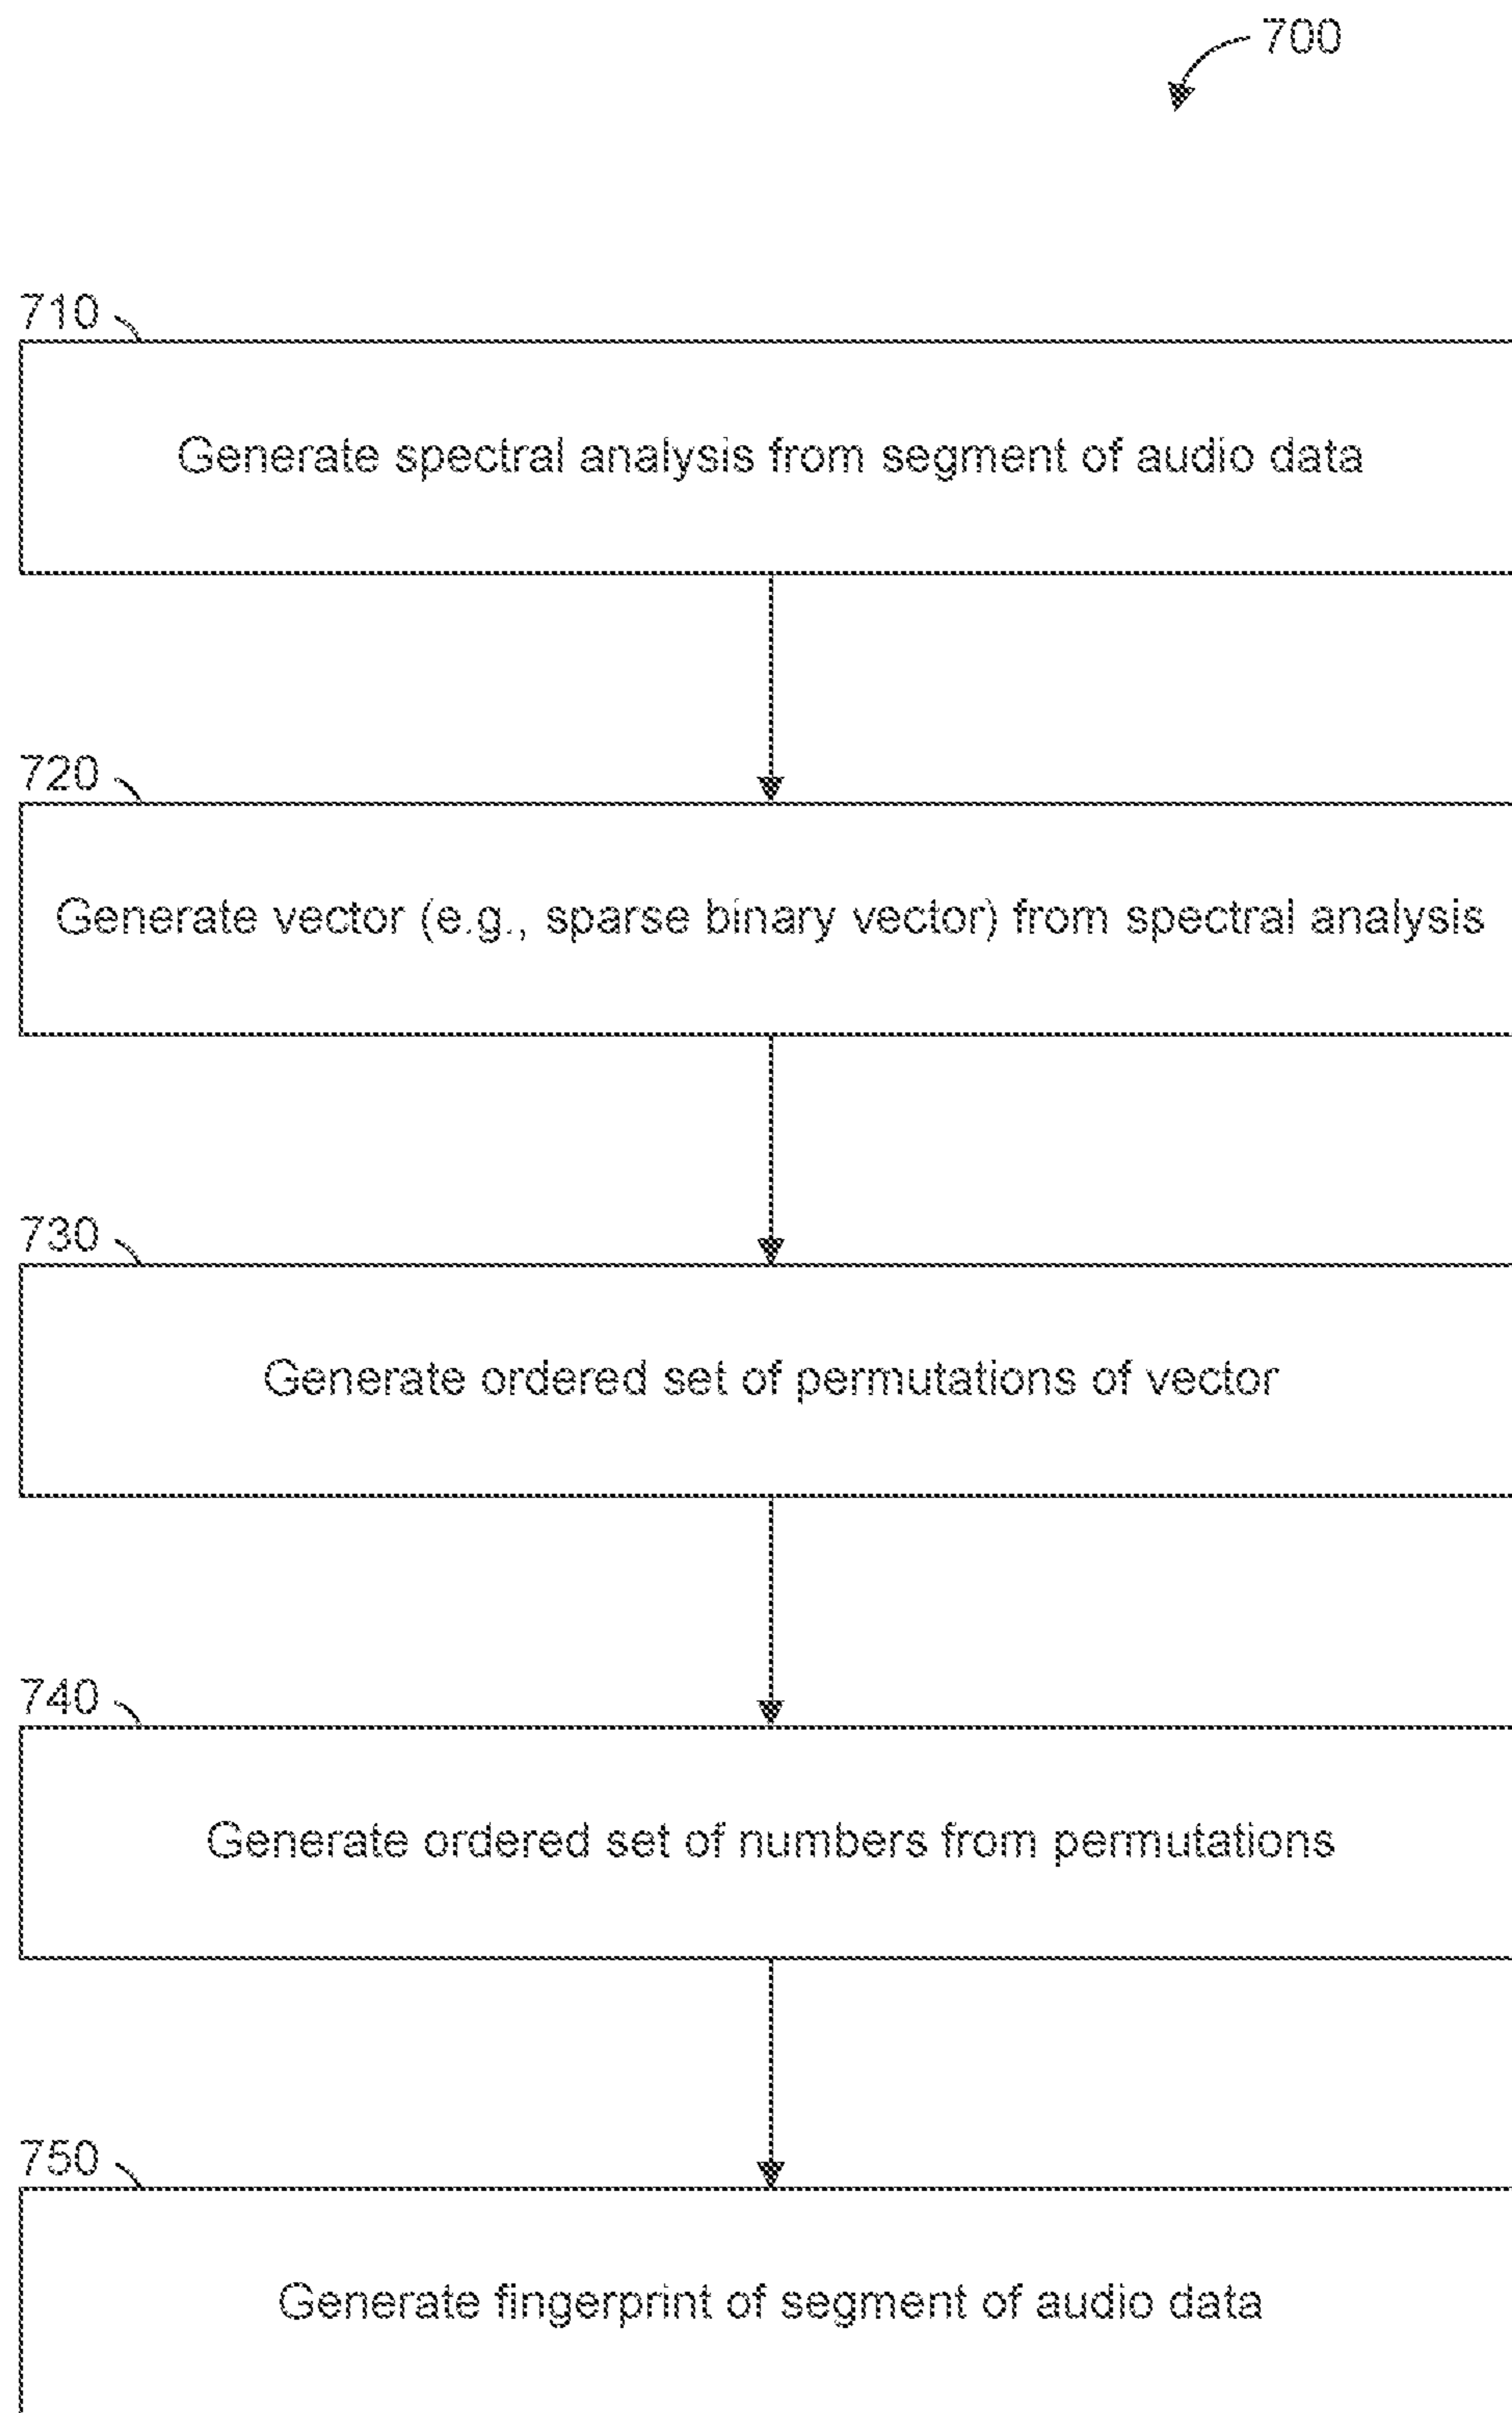 700
710
Generate spectral analysis from segment of audio data
720
Generate vector (e.g., sparse binary vector) from spectral analysis
730
Generate ordered set of permutations of vector
740
Generate ordered set of numbers from permutations
750
Generate fingerprint of segment of audio data